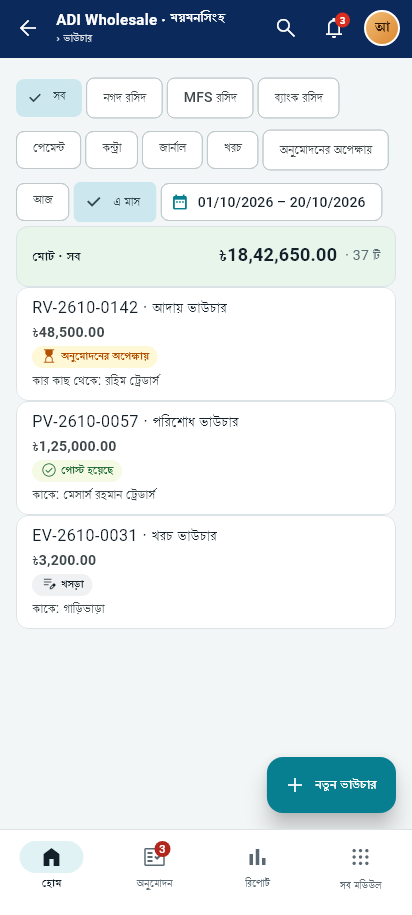 ADI Wholesale · ময়মনসিংহ
› ভাউচার
3
আ
সব
নগদ রসিদ
MFS রসিদ
ব্যাংক রসিদ
পেমেন্ট
কন্ট্রা
জার্নাল
খরচ
অনুমোদনের অপেক্ষায়
আজ
এ মাস
01/10/2026 – 20/10/2026
মোট · সব
৳18,42,650.00 · 37 টি
RV-2610-0142 · আদায় ভাউচার
৳48,500.00
অনুমোদনের অপেক্ষায়
কার কাছ থেকে: রহিম ট্রেডার্স
PV-2610-0057 · পরিশোধ ভাউচার
৳1,25,000.00
পোস্ট হয়েছে
কাকে: মেসার্স রহমান ট্রেডার্স
EV-2610-0031 · খরচ ভাউচার
৳3,200.00
খসড়া
কাকে: গাড়িভাড়া
নতুন ভাউচার
3
হোম
অনুমোদন
রিপোর্ট
সব মডিউল